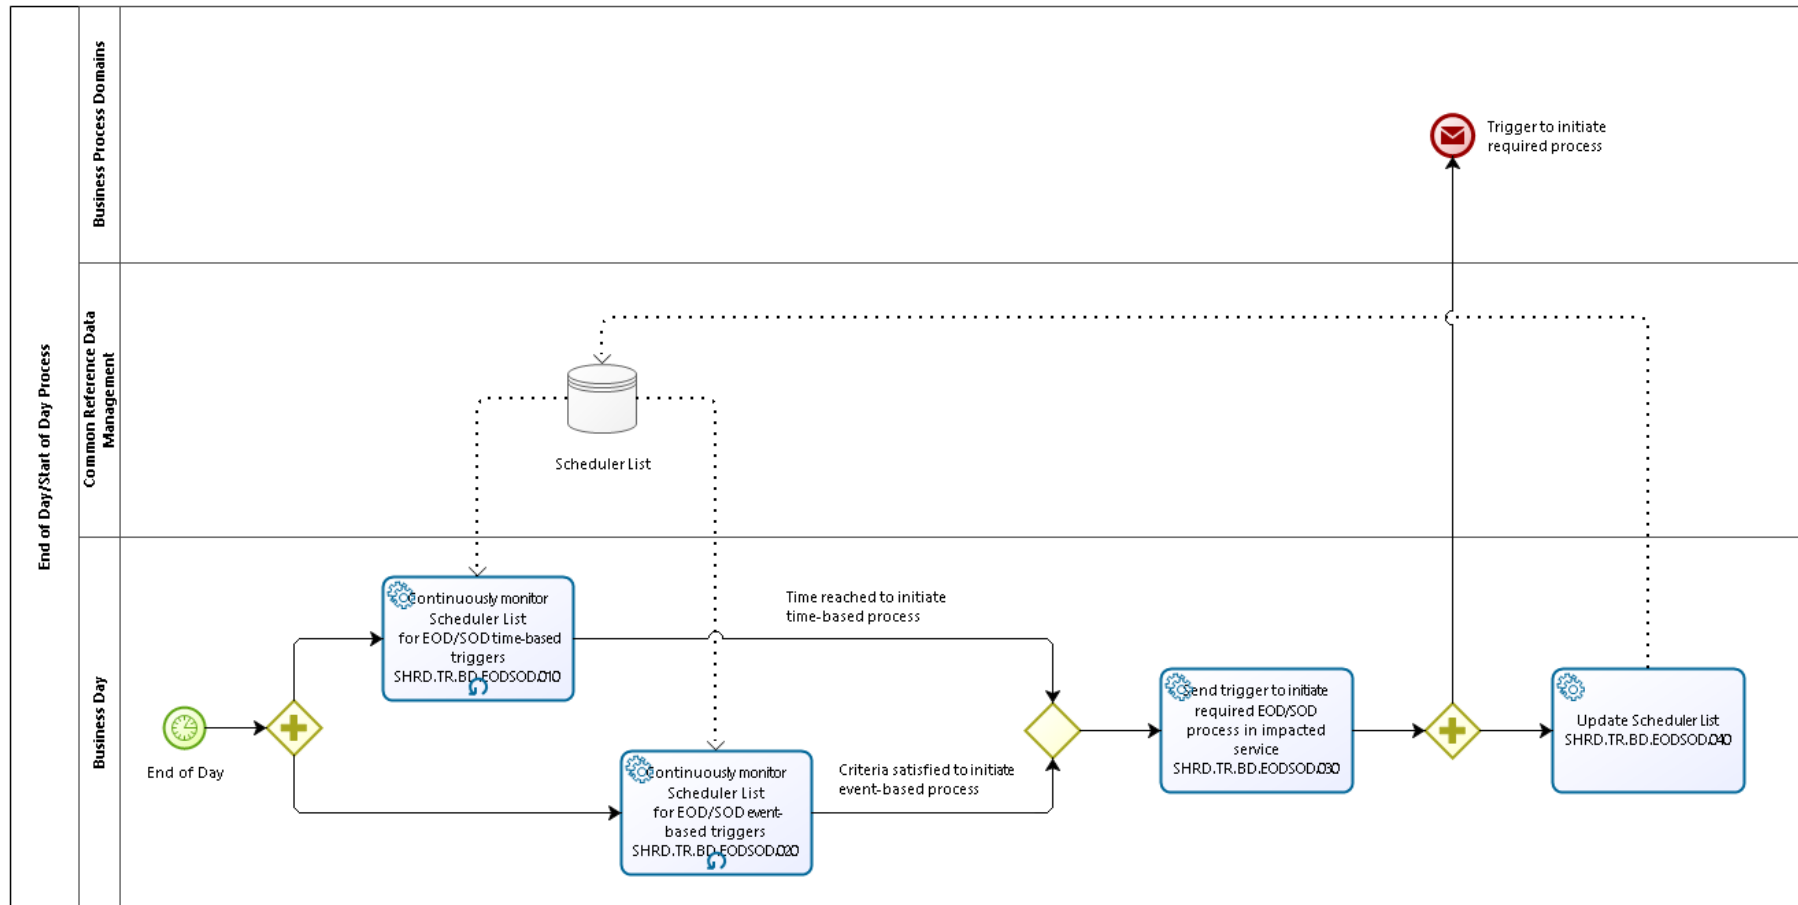 End of Day/Start of Day Process
Business Process Domains
Trigger to initiate
required process
Common Reference Data
Management
Scheduler List
Business Day
End of Day
Continuously monitor
Scheduler List
for EOD/SOD time-based
triggers
SHRD.TR.BD.EODSOD.010
Time reached to initiate
time-based process
Continuously monitor
Scheduler List
for EOD/SOD event-
based triggers
SHRD.TR.BD.EODSOD.020
Criteria satisfied to initiate
event-based process
Send trigger to initiate
required EOD/SOD
process in impacted
service
SHRD.TR.BD.EODSOD.030
Update Scheduler List
SHRD.TR.BD.EODSOD.040